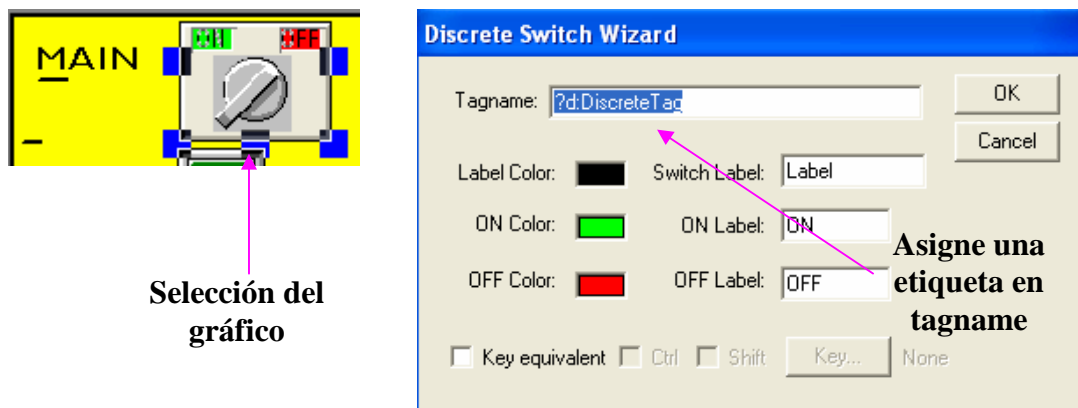 MAIN
ON OFF
Selección del
gráfico
Discrete Switch Wizard
Tagname: ?d:DiscreteTag OK
Cancel
Label Color: Switch Label: Label
ON Color: ON Label: ON
OFF Color: OFF Label: OFF
Key equivalent Ctrl Shift Key... None
Asigne una
etiqueta en
tagname